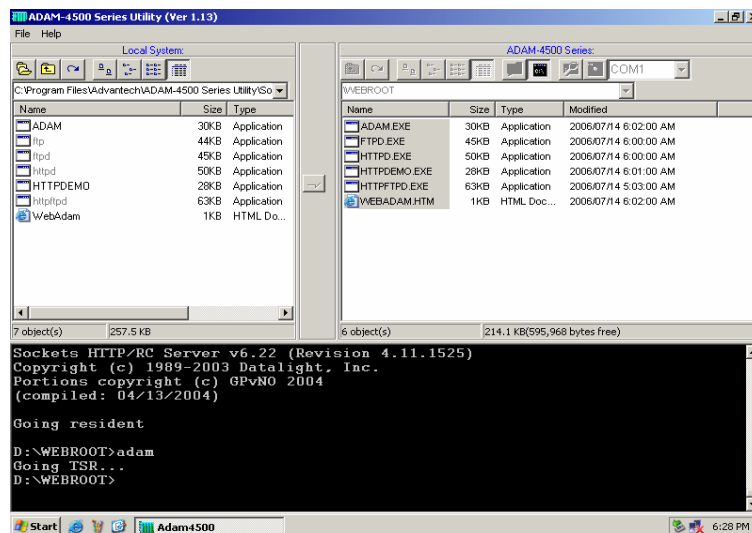 ADAM-4500 Series Utility (Ver 1.13)
File Help
Local System:
ADAM-4500 Series:
COM1
C:\Program Files\Advantech\ADAM-4500 Series Utility\So
\WEBROOT
Name Size Type
ADAM 30KB Application
ftp 44KB Application
ftpd 45KB Application
httpd 50KB Application
HTTPDEMO 28KB Application
httpftpd 63KB Application
WebAdam 1KB HTML Do...
Name Size Type Modified
ADAM.EXE 30KB Application 2006/07/14 6:02:00 AM
FTPD.EXE 45KB Application 2006/07/14 6:00:00 AM
HTTPD.EXE 50KB Application 2006/07/14 6:00:00 AM
HTTPDEMO.EXE 28KB Application 2006/07/14 6:01:00 AM
HTTPFTPD.EXE 63KB Application 2006/07/14 5:03:00 AM
WEBADAM.HTM 1KB HTML Doc... 2006/07/14 6:02:00 AM
7 object(s) 257.5 KB
6 object(s) 214.1 KB(595,968 bytes free)
Sockets HTTP/RC Server v6.22 (Revision 4.11.1525)
Copyright (c) 1989-2003 Datalight, Inc.
Portions copyright (c) GPvNO 2004
(compiled: 04/13/2004)
Going resident
D:\WEBROOT>adam
Going TSR...
D:\WEBROOT>
Start Adam4500 6:28 PM